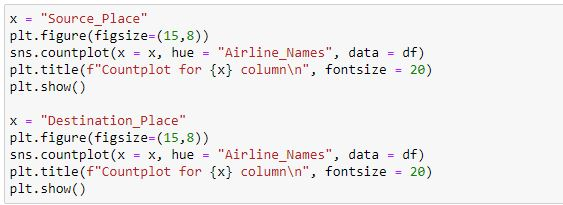 x = "Source_Place"
plt.figure(figsize=(15,8))
sns.countplot(x = x, hue = "Airline_Names", data = df)
plt.title(f"Countplot for {x} column\n", fontsize = 20)
plt.show()

x = "Destination_Place"
plt.figure(figsize=(15,8))
sns.countplot(x = x, hue = "Airline_Names", data = df)
plt.title(f"Countplot for {x} column\n", fontsize = 20)
plt.show()